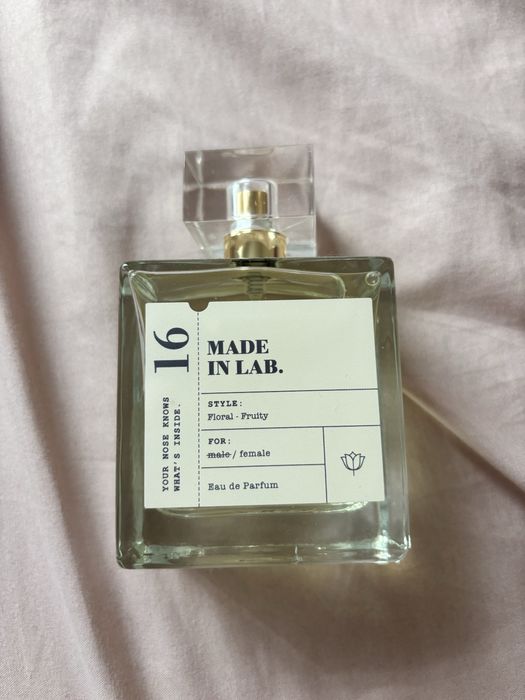 16
YOUR NOSE KNOWS
WHAT'S INSIDE.
MADE
IN LAB.
STYLE:
Floral - Fruity
FOR:
male / female
Eau de Parfum